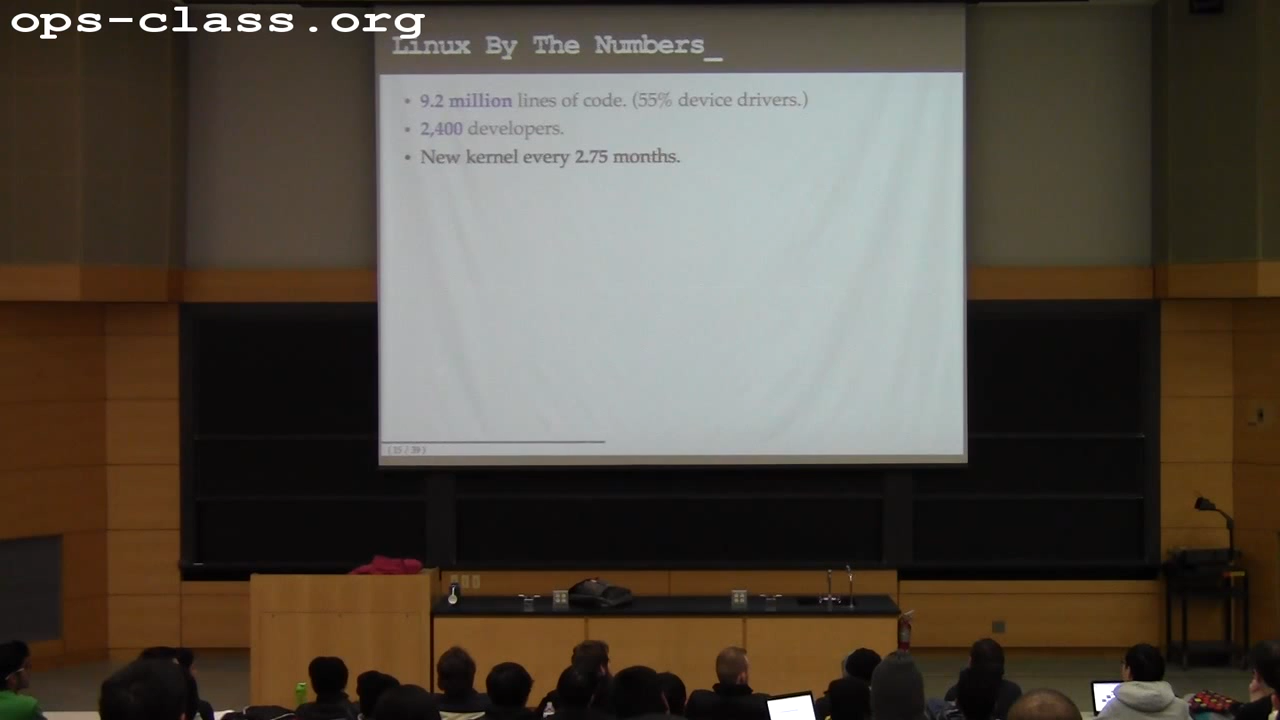 ops-class.org
Linux By The Numbers_
• 9.2 million lines of code. (55% device drivers.)
• 2,400 developers.
• New kernel every 2.75 months.